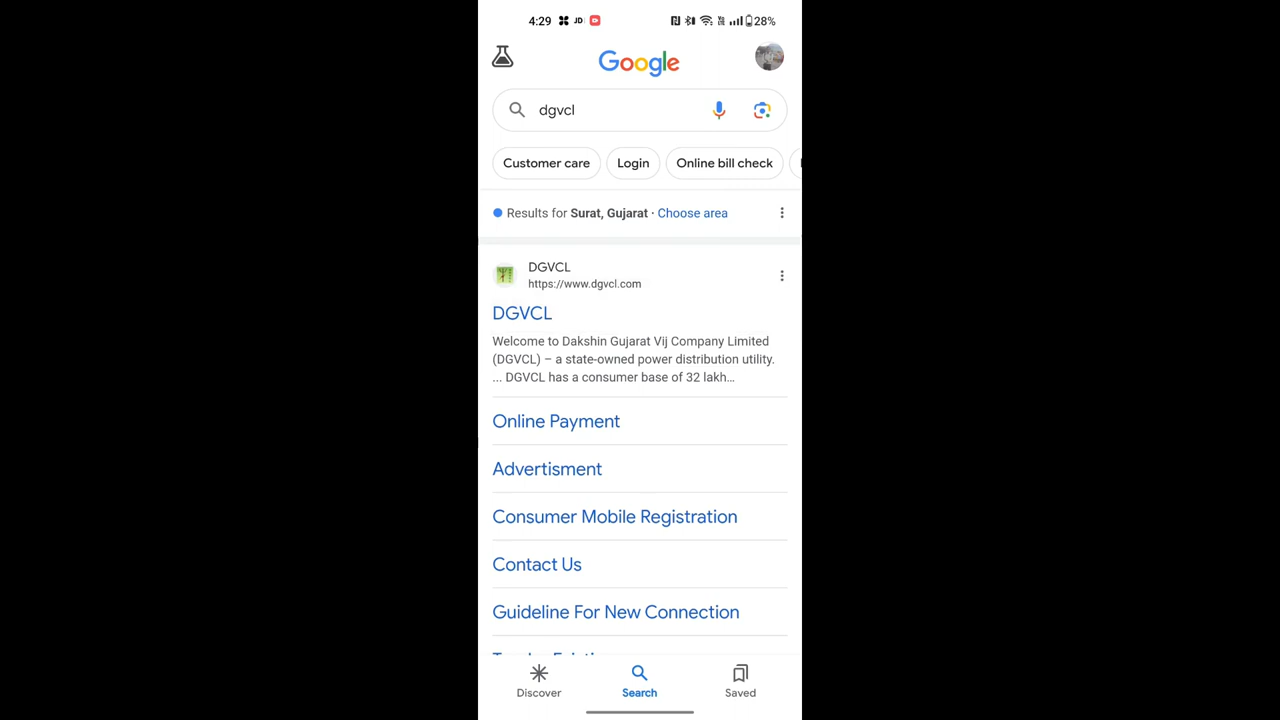 4:29 JD 28%
Google
dgvcl
Customer care Login Online bill check
Results for Surat, Gujarat · Choose area
DGVCL
https://www.dgvcl.com
DGVCL
Welcome to Dakshin Gujarat Vij Company Limited
(DGVCL) – a state-owned power distribution utility.
... DGVCL has a consumer base of 32 lakh...
Online Payment
Advertisment
Consumer Mobile Registration
Contact Us
Guideline For New Connection
Discover Search Saved